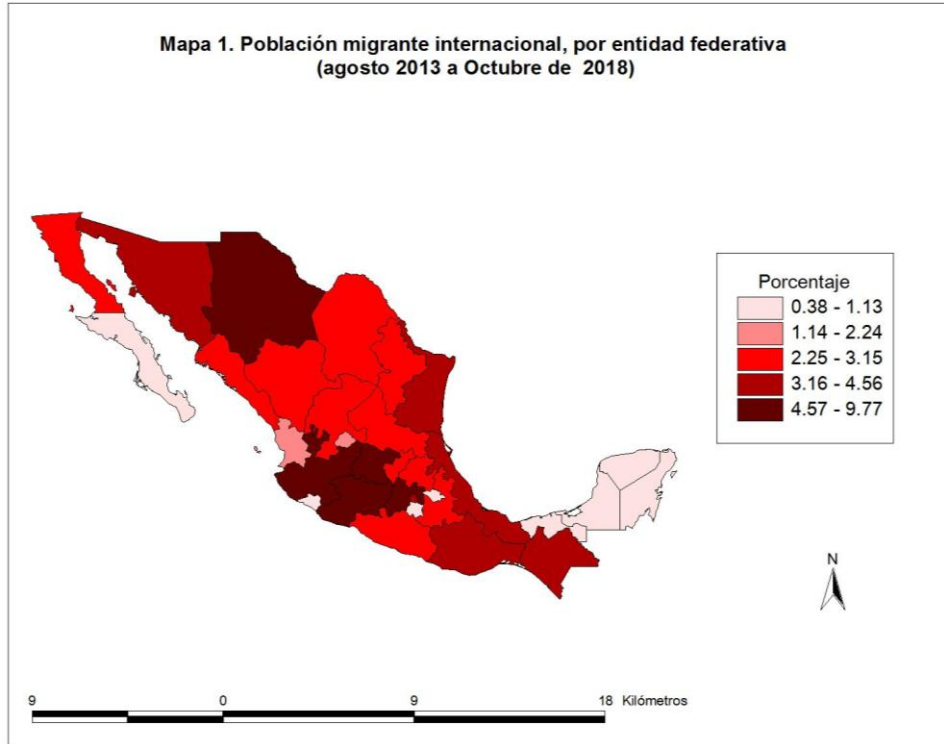 Mapa 1. Población migrante internacional, por entidad federativa
(agosto 2013 a Octubre de 2018)
Porcentaje
0.38 - 1.13
1.14 - 2.24
2.25 - 3.15
3.16 - 4.56
4.57 - 9.77
N
9 0 9 18 Kilómetros